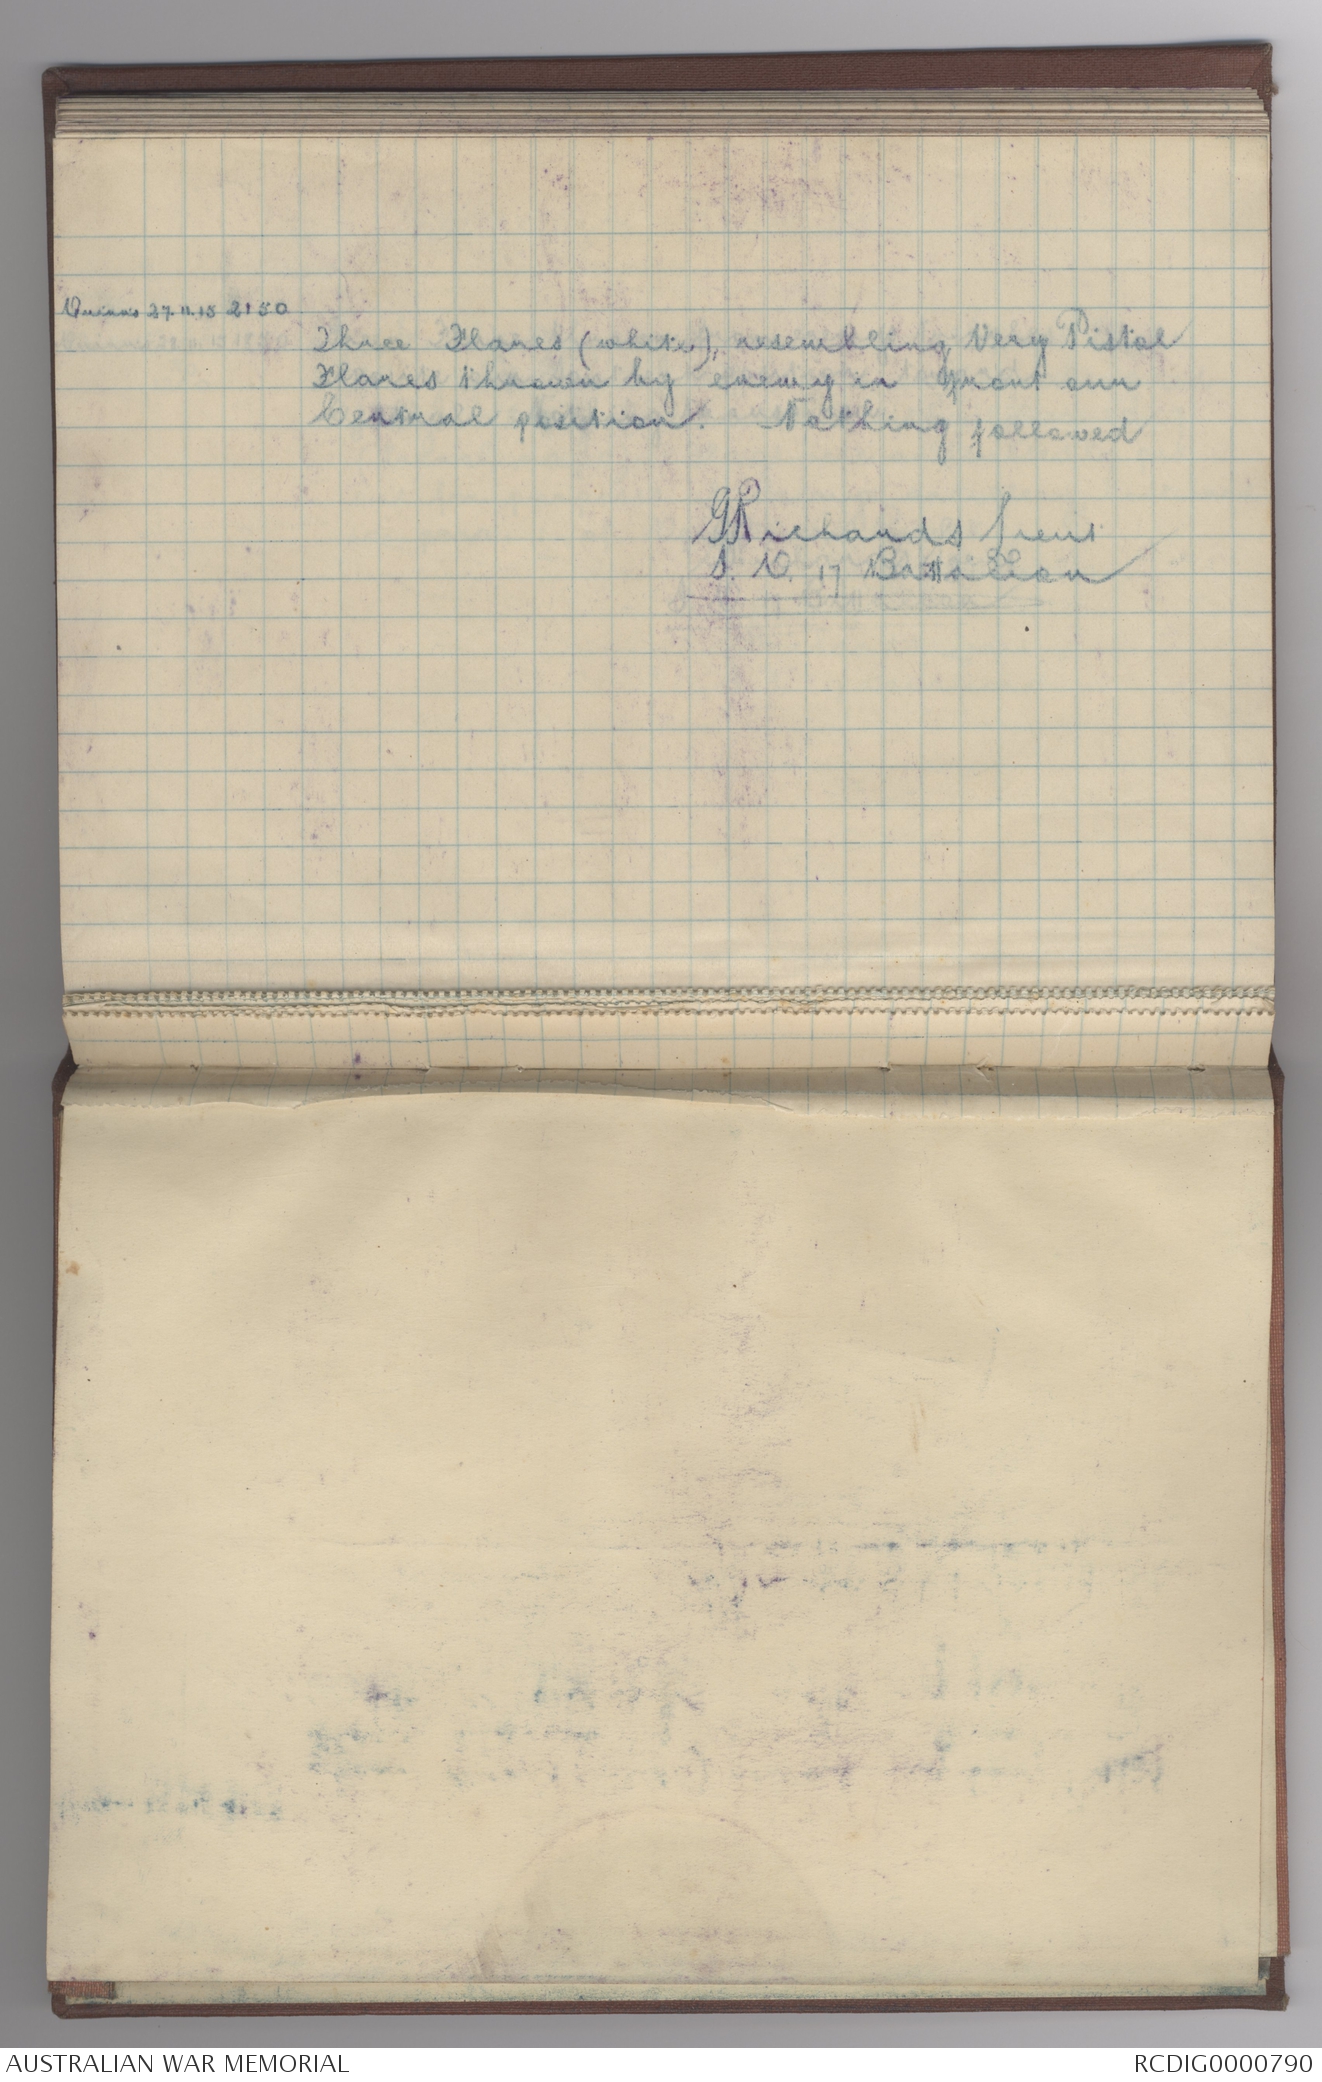 Quinns 27.11.15 2150
Three Flares (white), resembling Very Pistol
Flares thrown by enemy in front our
Central position. Nothing followed
GRichards Lieut
I. O. 17 Battalion
AUSTRALIAN WAR MEMORIAL
RCDIG0000790